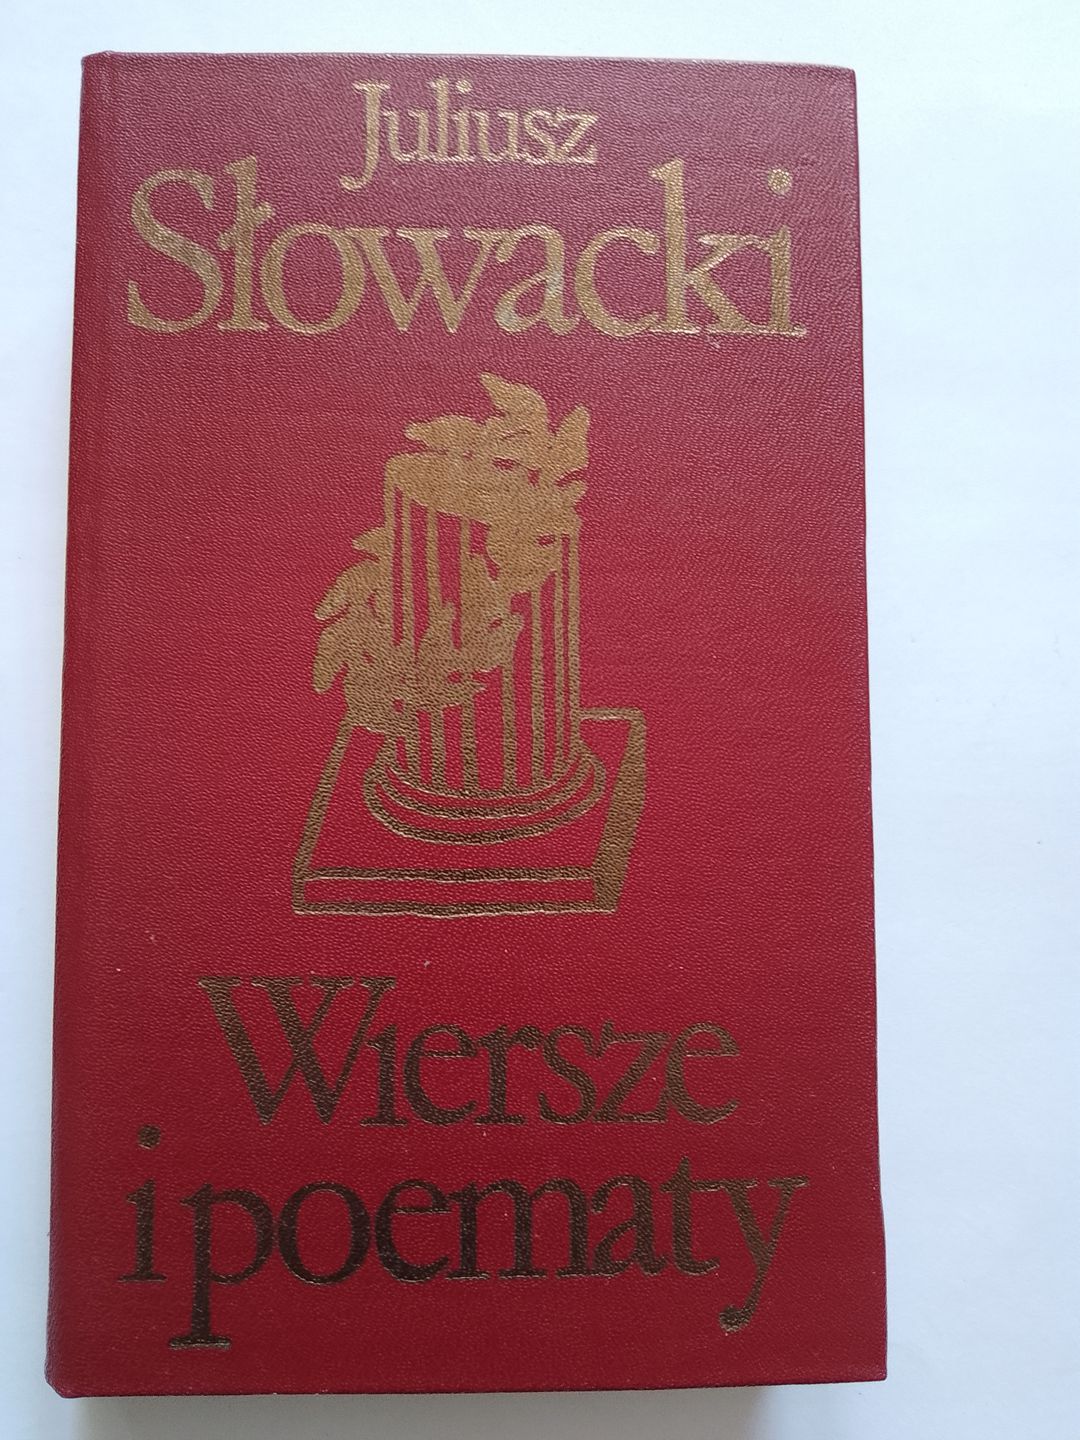 Juliusz
Słowacki
Wiersze
i poematy